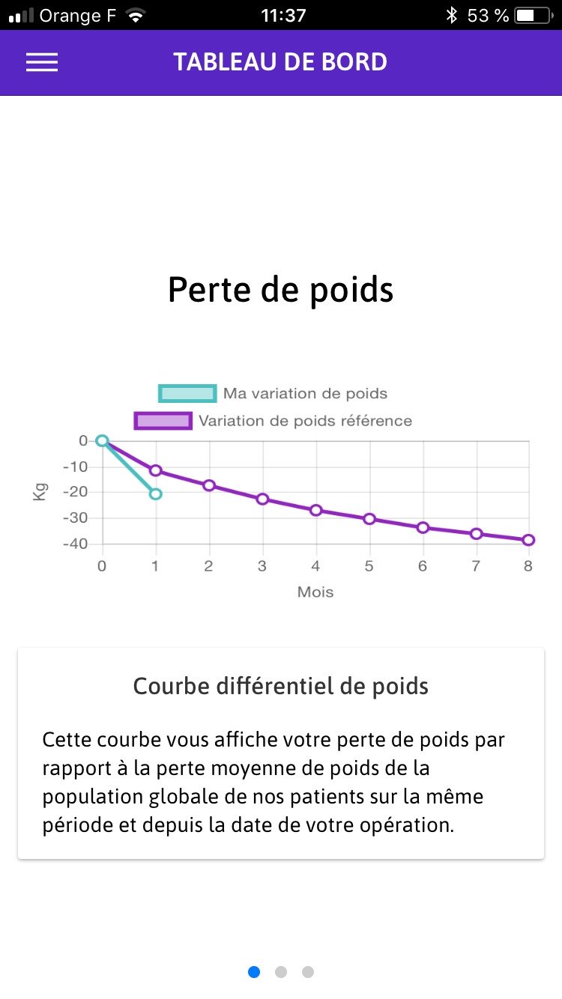 Orange F 11:37 53 %
TABLEAU DE BORD
Perte de poids
Ma variation de poids
Variation de poids référence
0
-10
-20
-30
-40
Kg
0 1 2 3 4 5 6 7 8
Mois
Courbe différentiel de poids
Cette courbe vous affiche votre perte de poids par
rapport à la perte moyenne de poids de la
population globale de nos patients sur la même
période et depuis la date de votre opération.